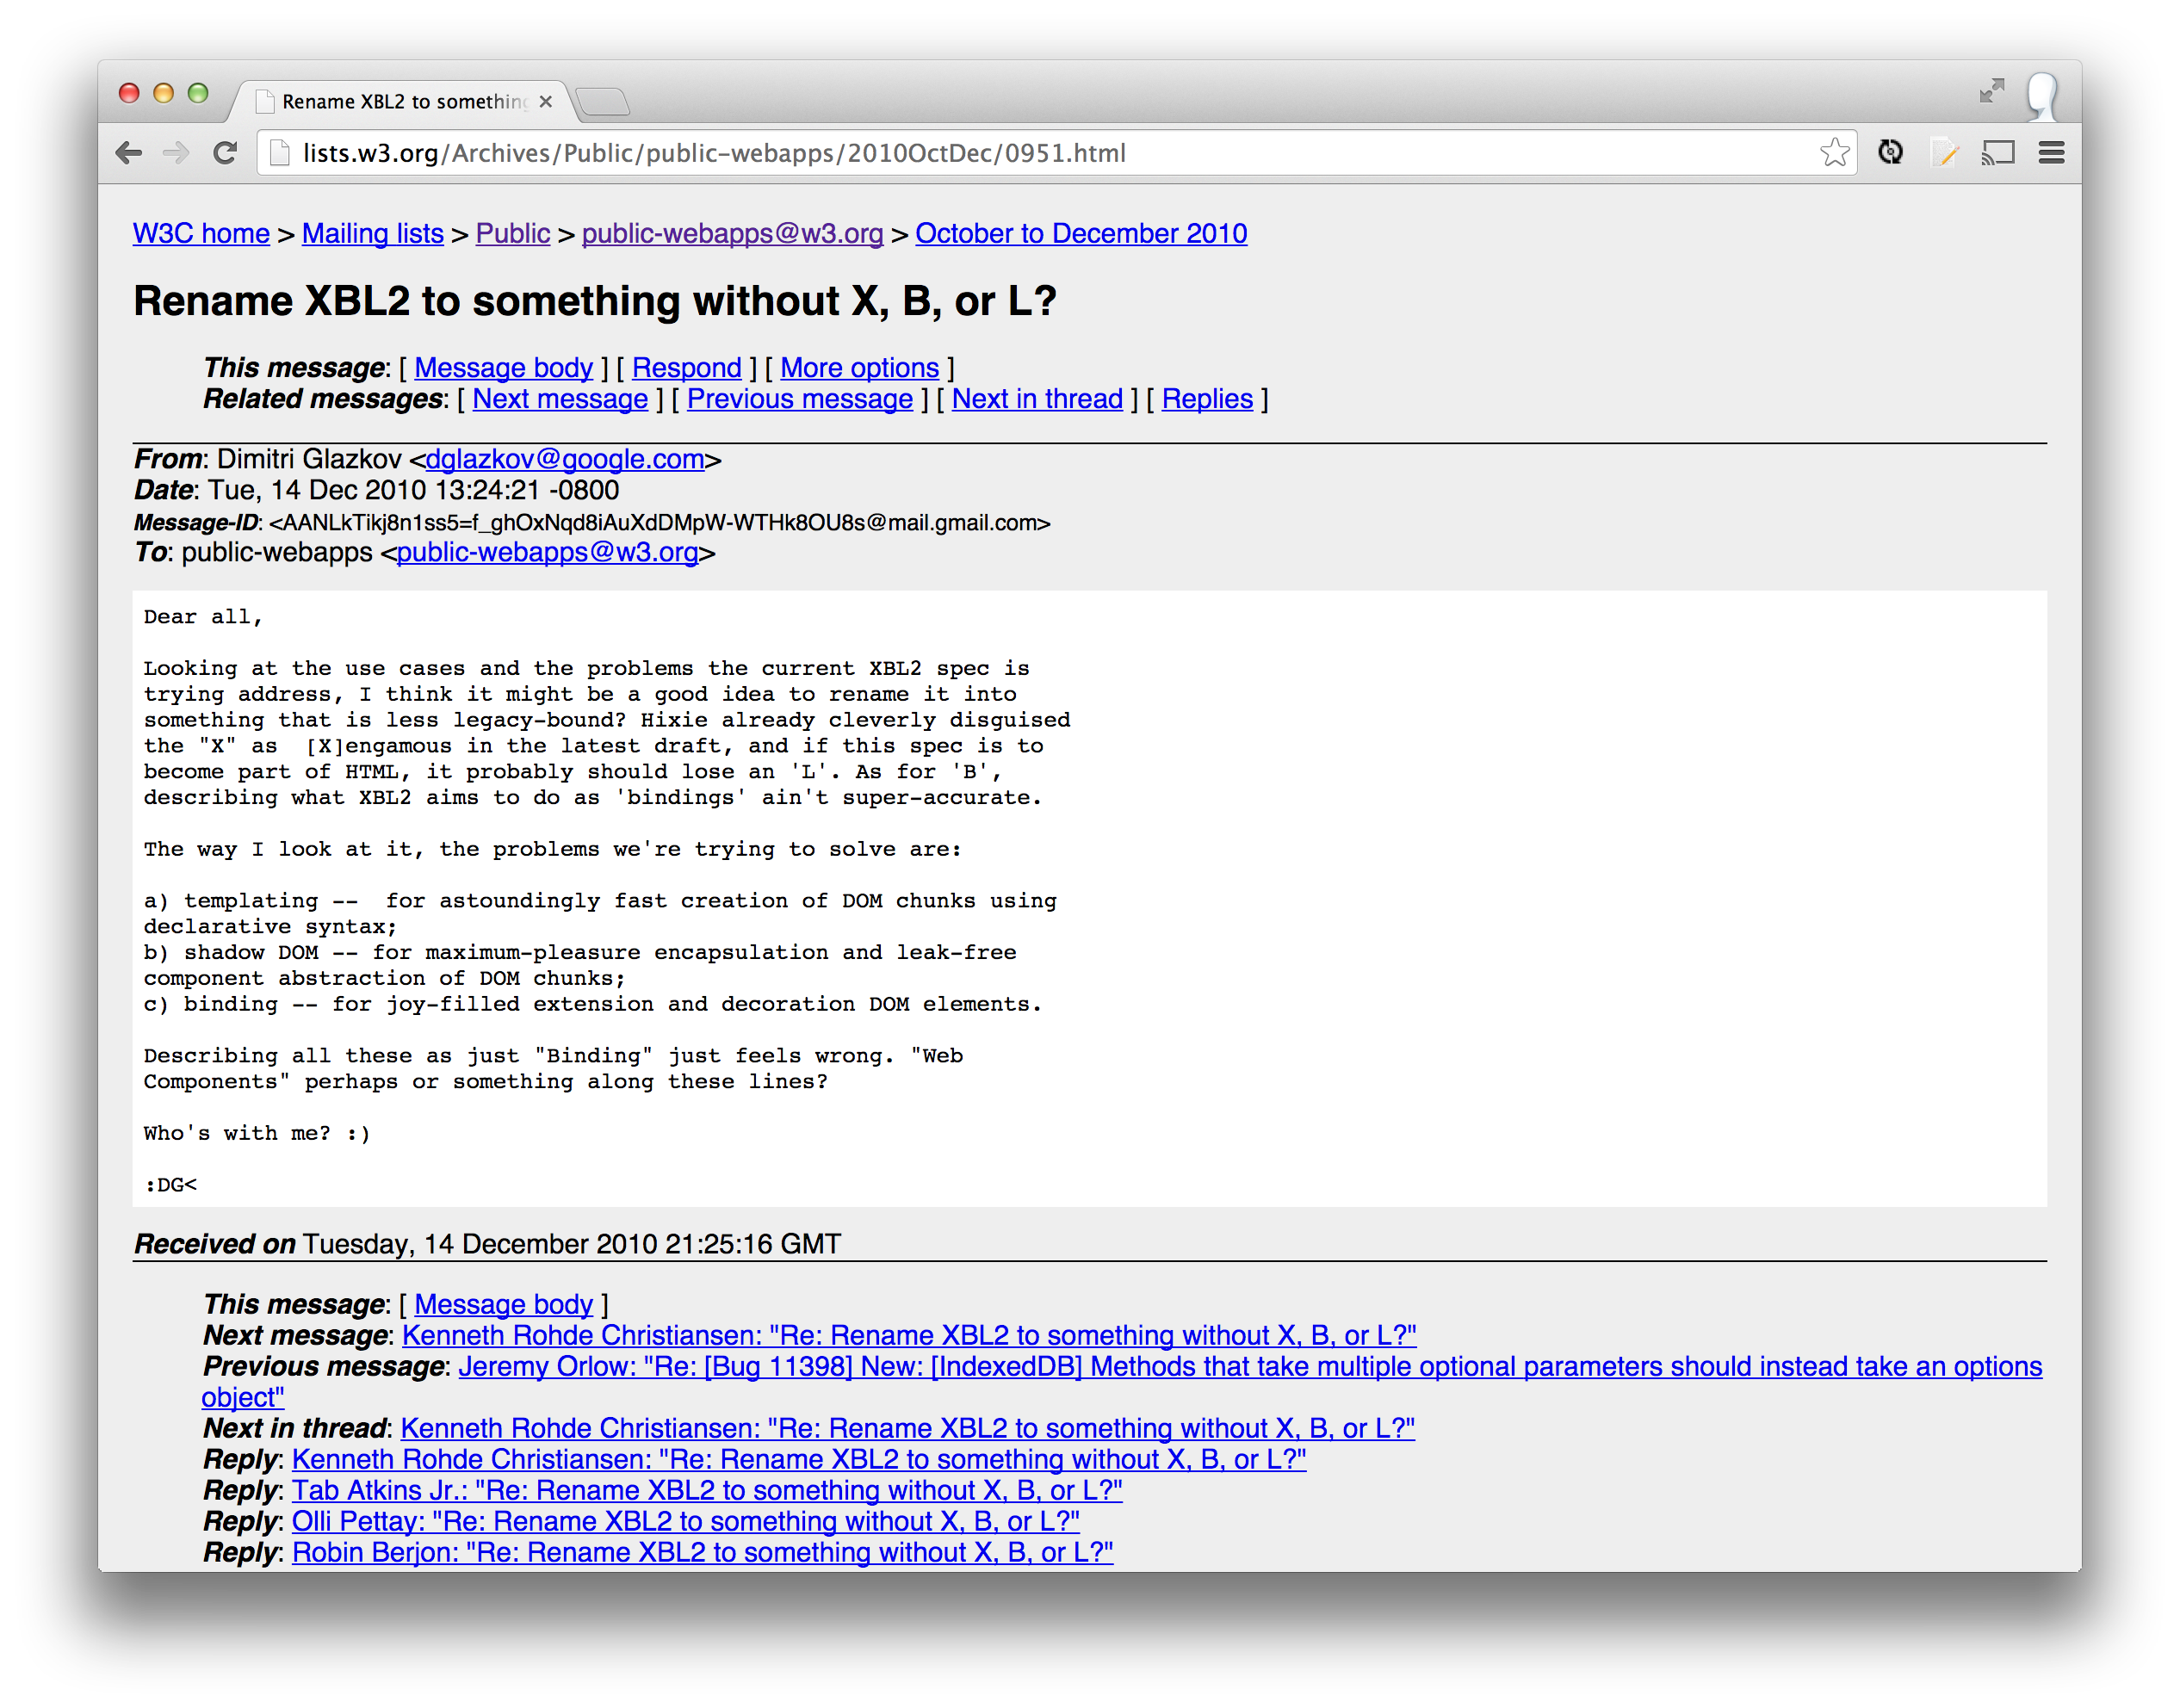 Rename XBL2 to something
lists.w3.org/Archives/Public/public-webapps/2010OctDec/0951.html
W3C home > Mailing lists > Public > public-webapps@w3.org > October to December 2010
Rename XBL2 to something without X, B, or L?
This message: [ Message body ] [ Respond ] [ More options ]
Related messages: [ Next message ] [ Previous message ] [ Next in thread ] [ Replies ]
From: Dimitri Glazkov <dglazkov@google.com>
Date: Tue, 14 Dec 2010 13:24:21 -0800
Message-ID: <AANLkTikj8n1ss5=f_ghOxNqd8iAuXdDMpW-WTHk8OU8s@mail.gmail.com>
To: public-webapps <public-webapps@w3.org>
Dear all,
Looking at the use cases and the problems the current XBL2 spec is
trying address, I think it might be a good idea to rename it into
something that is less legacy-bound? Hixie already cleverly disguised
the "X" as  [X]engamous in the latest draft, and if this spec is to
become part of HTML, it probably should lose an 'L'. As for 'B',
describing what XBL2 aims to do as 'bindings' ain't super-accurate.
The way I look at it, the problems we're trying to solve are:
a) templating --  for astoundingly fast creation of DOM chunks using
declarative syntax;
b) shadow DOM -- for maximum-pleasure encapsulation and leak-free
component abstraction of DOM chunks;
c) binding -- for joy-filled extension and decoration DOM elements.
Describing all these as just "Binding" just feels wrong. "Web
Components" perhaps or something along these lines?
Who's with me? :)
:DG<
Received on Tuesday, 14 December 2010 21:25:16 GMT
This message: [ Message body ]
Next message: Kenneth Rohde Christiansen: "Re: Rename XBL2 to something without X, B, or L?"
Previous message: Jeremy Orlow: "Re: [Bug 11398] New: [IndexedDB] Methods that take multiple optional parameters should instead take an options
object"
Next in thread: Kenneth Rohde Christiansen: "Re: Rename XBL2 to something without X, B, or L?"
Reply: Kenneth Rohde Christiansen: "Re: Rename XBL2 to something without X, B, or L?"
Reply: Tab Atkins Jr.: "Re: Rename XBL2 to something without X, B, or L?"
Reply: Olli Pettay: "Re: Rename XBL2 to something without X, B, or L?"
Reply: Robin Berjon: "Re: Rename XBL2 to something without X, B, or L?"